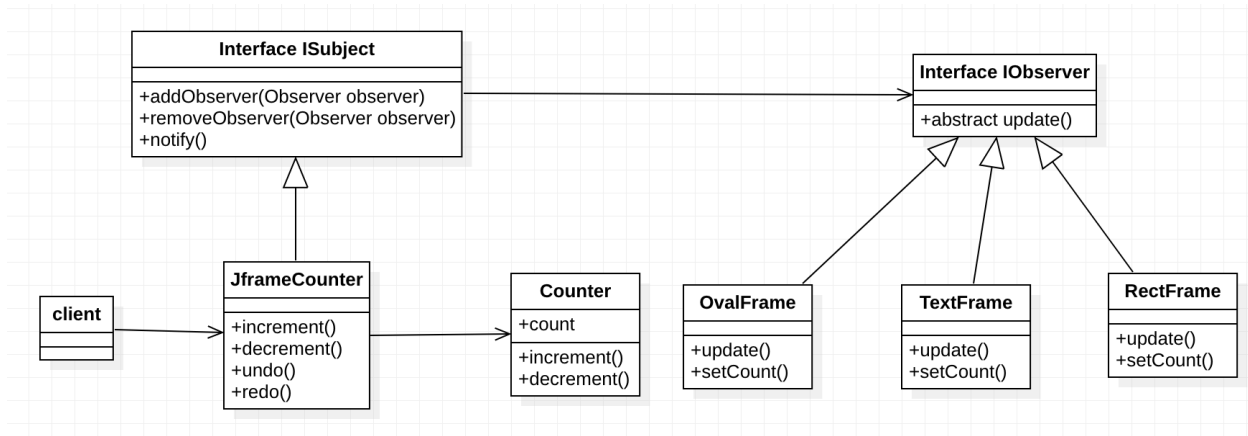 Interface ISubject
+addObserver(Observer observer)
+removeObserver(Observer observer)
+notify()
Interface IObserver
+abstract update()
client
JframeCounter
+increment()
+decrement()
+undo()
+redo()
Counter
+count
+increment()
+decrement()
OvalFrame
+update()
+setCount()
TextFrame
+update()
+setCount()
RectFrame
+update()
+setCount()